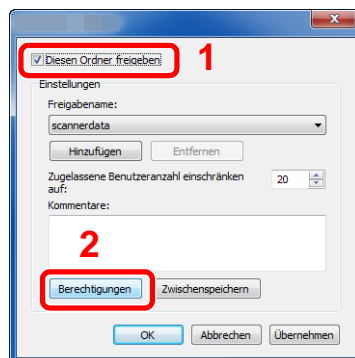 1
Diesen Ordner freigeben
Einstellungen
Freigabename:
scannerdata
Hinzufügen Entfernen
Zugelassene Benutzeranzahl einschränken
auf:
20
Kommentare:
2
Berechtigungen Zwischenspeichern
OK Abbrechen Übernehmen